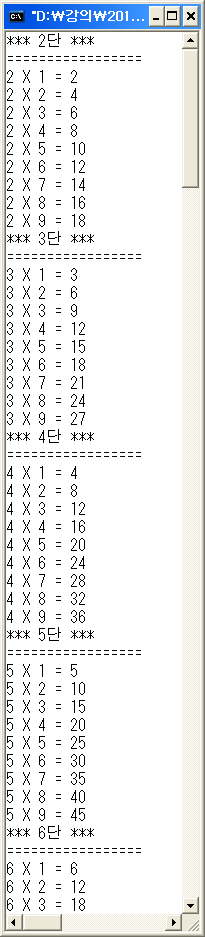 "D:₩강의₩201...
*** 2단 ***
=================
2 X 1 = 2
2 X 2 = 4
2 X 3 = 6
2 X 4 = 8
2 X 5 = 10
2 X 6 = 12
2 X 7 = 14
2 X 8 = 16
2 X 9 = 18
*** 3단 ***
=================
3 X 1 = 3
3 X 2 = 6
3 X 3 = 9
3 X 4 = 12
3 X 5 = 15
3 X 6 = 18
3 X 7 = 21
3 X 8 = 24
3 X 9 = 27
*** 4단 ***
=================
4 X 1 = 4
4 X 2 = 8
4 X 3 = 12
4 X 4 = 16
4 X 5 = 20
4 X 6 = 24
4 X 7 = 28
4 X 8 = 32
4 X 9 = 36
*** 5단 ***
=================
5 X 1 = 5
5 X 2 = 10
5 X 3 = 15
5 X 4 = 20
5 X 5 = 25
5 X 6 = 30
5 X 7 = 35
5 X 8 = 40
5 X 9 = 45
*** 6단 ***
=================
6 X 1 = 6
6 X 2 = 12
6 X 3 = 18